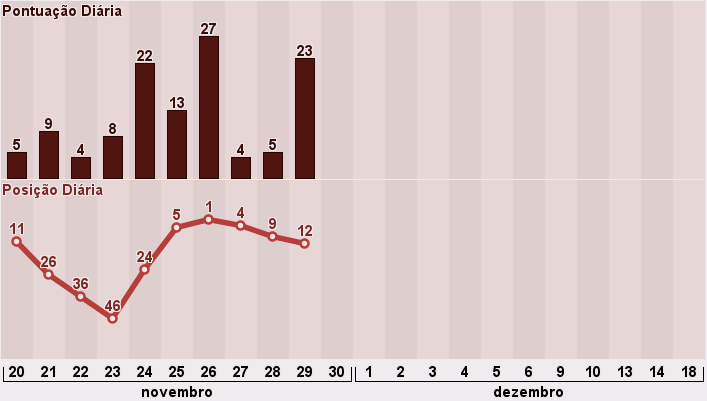 Pontuação Diária
5 9 4 8 22 13 27 4 5 23
Posição Diária
11 26 36 46 24 5 1 4 9 12
20 21 22 23 24 25 26 27 28 29 30 1 2 3 4 5 6 9 10 13 14 18
novembro dezembro